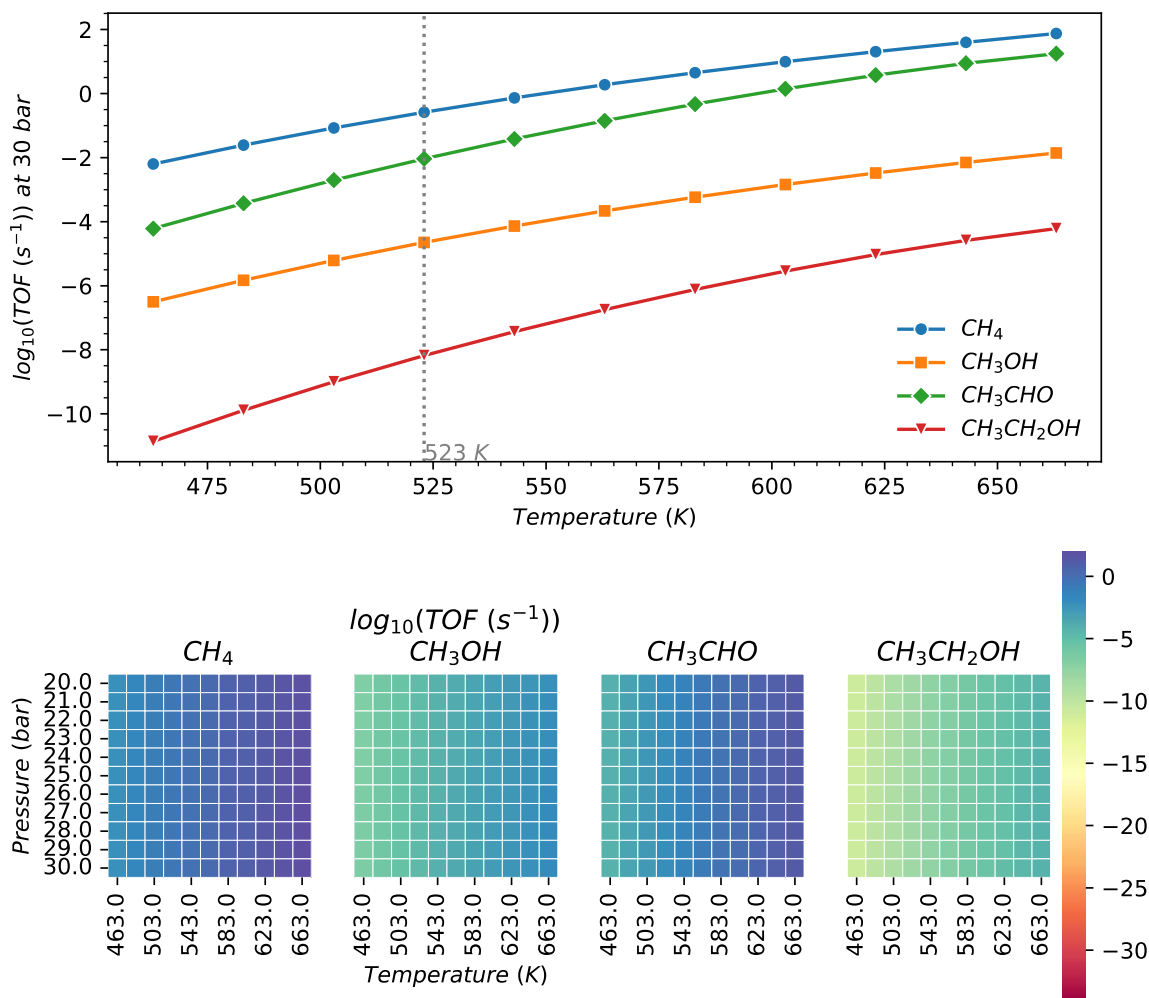 log₁₀(TOF (s⁻¹)) at 30 bar
2
0
−2
−4
−6
−8
−10
CH₄
CH₃OH
CH₃CHO
CH₃CH₂OH
523 K
475 500 525 550 575 600 625 650
Temperature (K)
log₁₀(TOF (s⁻¹))
CH₄ CH₃OH CH₃CHO CH₃CH₂OH
Pressure (bar)
20.0
21.0
22.0
23.0
24.0
25.0
26.0
27.0
28.0
29.0
30.0
463.0 503.0 543.0 583.0 623.0 663.0
463.0 503.0 543.0 583.0 623.0 663.0
463.0 503.0 543.0 583.0 623.0 663.0
463.0 503.0 543.0 583.0 623.0 663.0
Temperature (K)
0
−5
−10
−15
−20
−25
−30